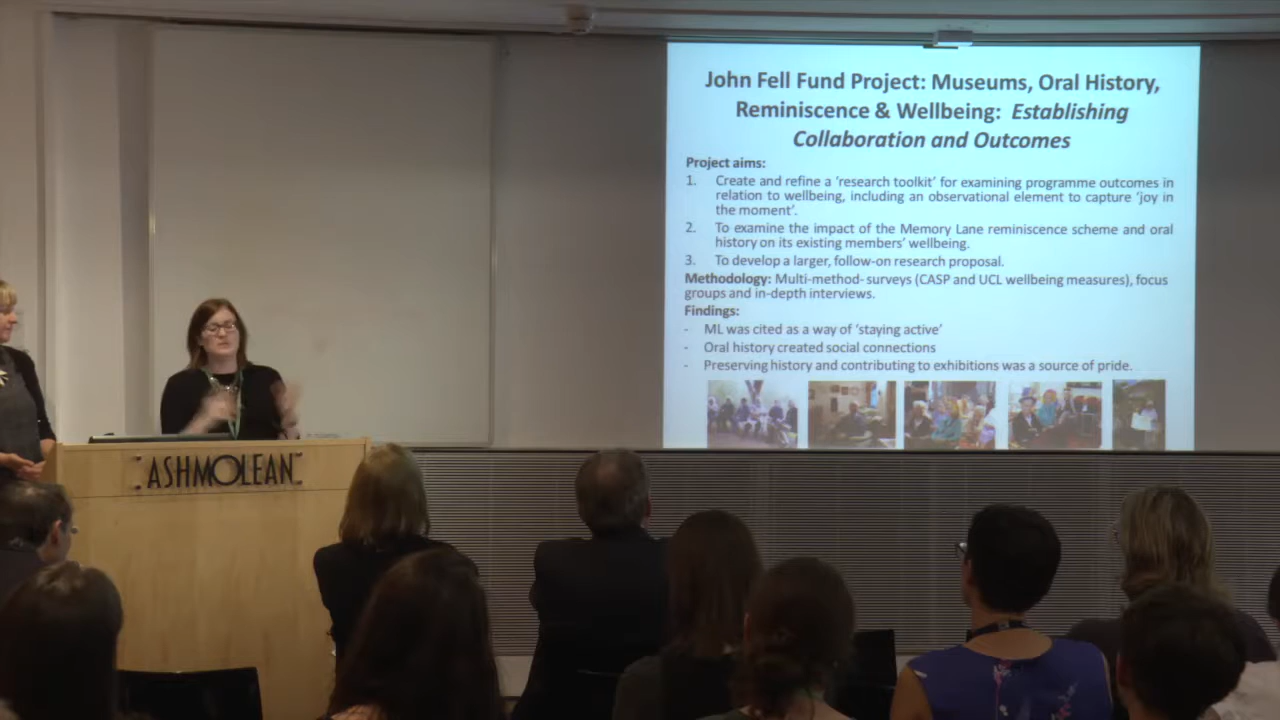 John Fell Fund Project: Museums, Oral History,
Reminiscence & Wellbeing: Establishing
Collaboration and Outcomes
Project aims:
1. Create and refine a ‘research toolkit’ for examining programme outcomes in
relation to wellbeing, including an observational element to capture ‘joy in
the moment’.
2. To examine the impact of the Memory Lane reminiscence scheme and oral
history on its existing members’ wellbeing.
3. To develop a larger, follow-on research proposal.
Methodology: Multi-method- surveys (CASP and UCL wellbeing measures), focus
groups and in-depth interviews.
Findings:
- ML was cited as a way of ‘staying active’
- Oral history created social connections
- Preserving history and contributing to exhibitions was a source of pride.
ASHMOLEAN